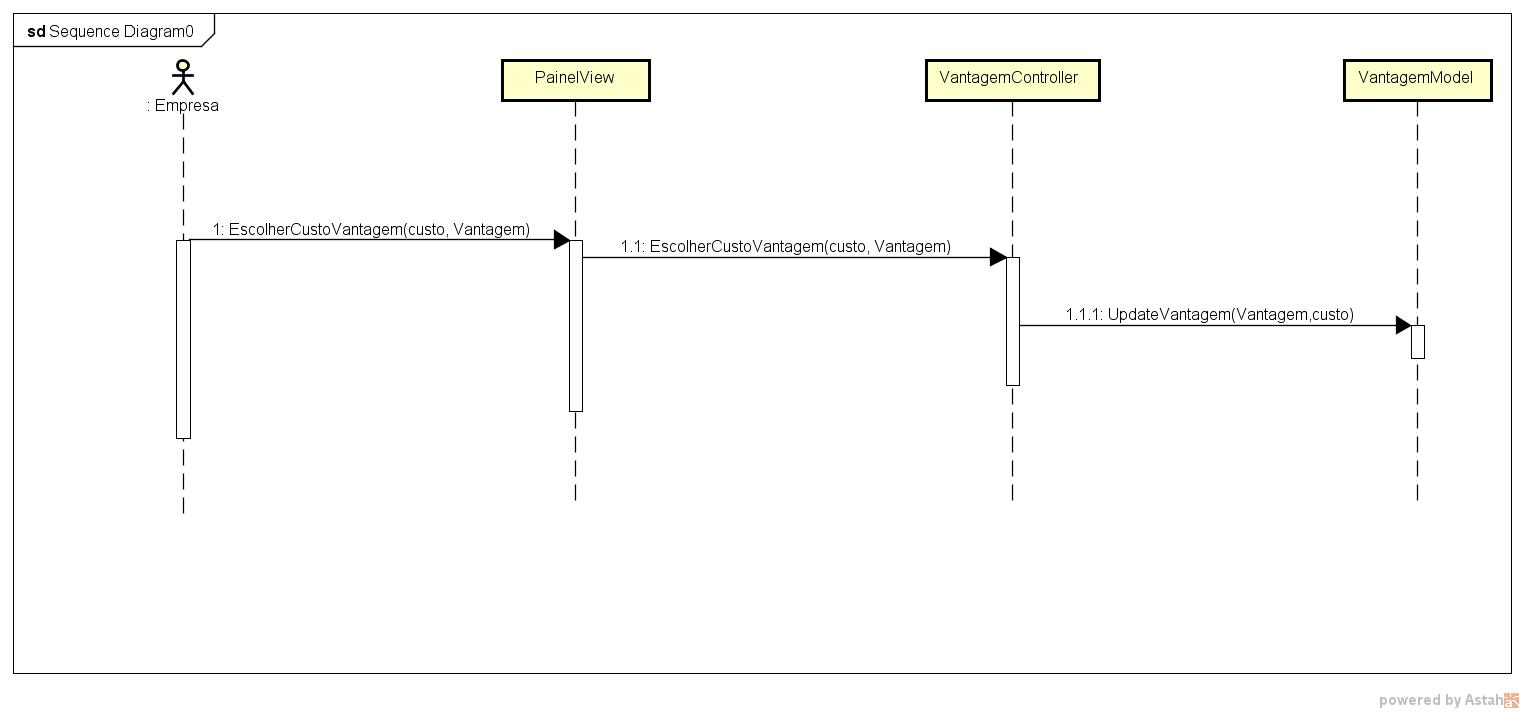 sd Sequence Diagram0
: Empresa
PainelView
VantagemController
VantagemModel
1: EscolherCustoVantagem(custo, Vantagem)
1.1: EscolherCustoVantagem(custo, Vantagem)
1.1.1: UpdateVantagem(Vantagem,custo)
powered by Astah